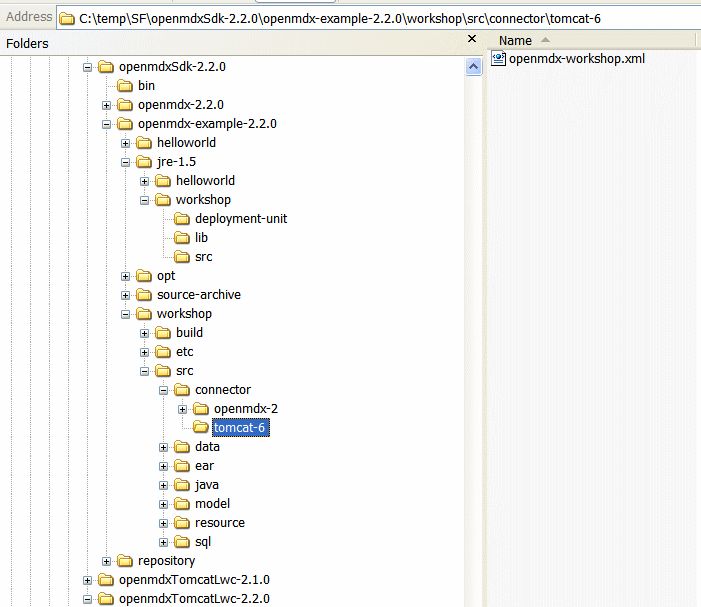 Address C:\temp\SF\openmdxSdk-2.2.0\openmdx-example-2.2.0\workshop\src\connector\tomcat-6
Folders
Name
openmdx-workshop.xml
openmdxSdk-2.2.0
bin
openmdx-2.2.0
openmdx-example-2.2.0
helloworld
jre-1.5
helloworld
workshop
deployment-unit
lib
src
opt
source-archive
workshop
build
etc
src
connector
openmdx-2
tomcat-6
data
ear
java
model
resource
sql
repository
openmdxTomcatLwc-2.1.0
openmdxTomcatLwc-2.2.0